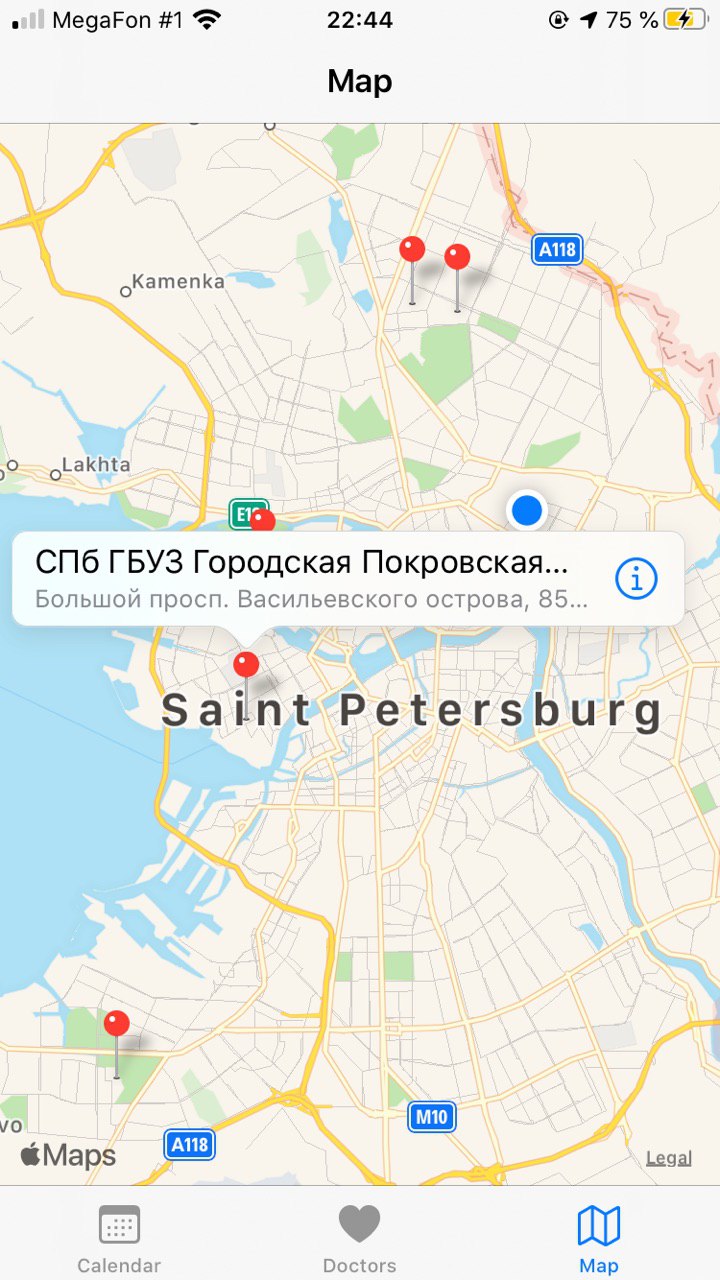 MegaFon #1 22:44 75 %
Map
A118
Kamenka
Lakhta
СПб ГБУЗ Городская Покровская...
Большой просп. Васильевского острова, 85...
Saint Petersburg
M10
vo
A118
Maps
Legal
Calendar Doctors Map